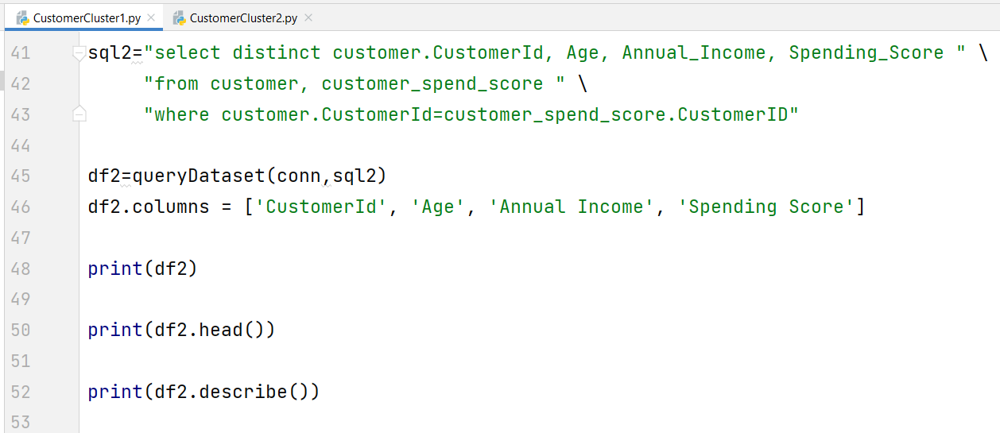 CustomerCluster1.py × CustomerCluster2.py ×
41 sql2="select distinct customer.CustomerId, Age, Annual_Income, Spending_Score " \
42 "from customer, customer_spend_score " \
43 "where customer.CustomerId=customer_spend_score.CustomerID"
44
45 df2=queryDataset(conn,sql2)
46 df2.columns = ['CustomerId', 'Age', 'Annual Income', 'Spending Score']
47
48 print(df2)
49
50 print(df2.head())
51
52 print(df2.describe())
53